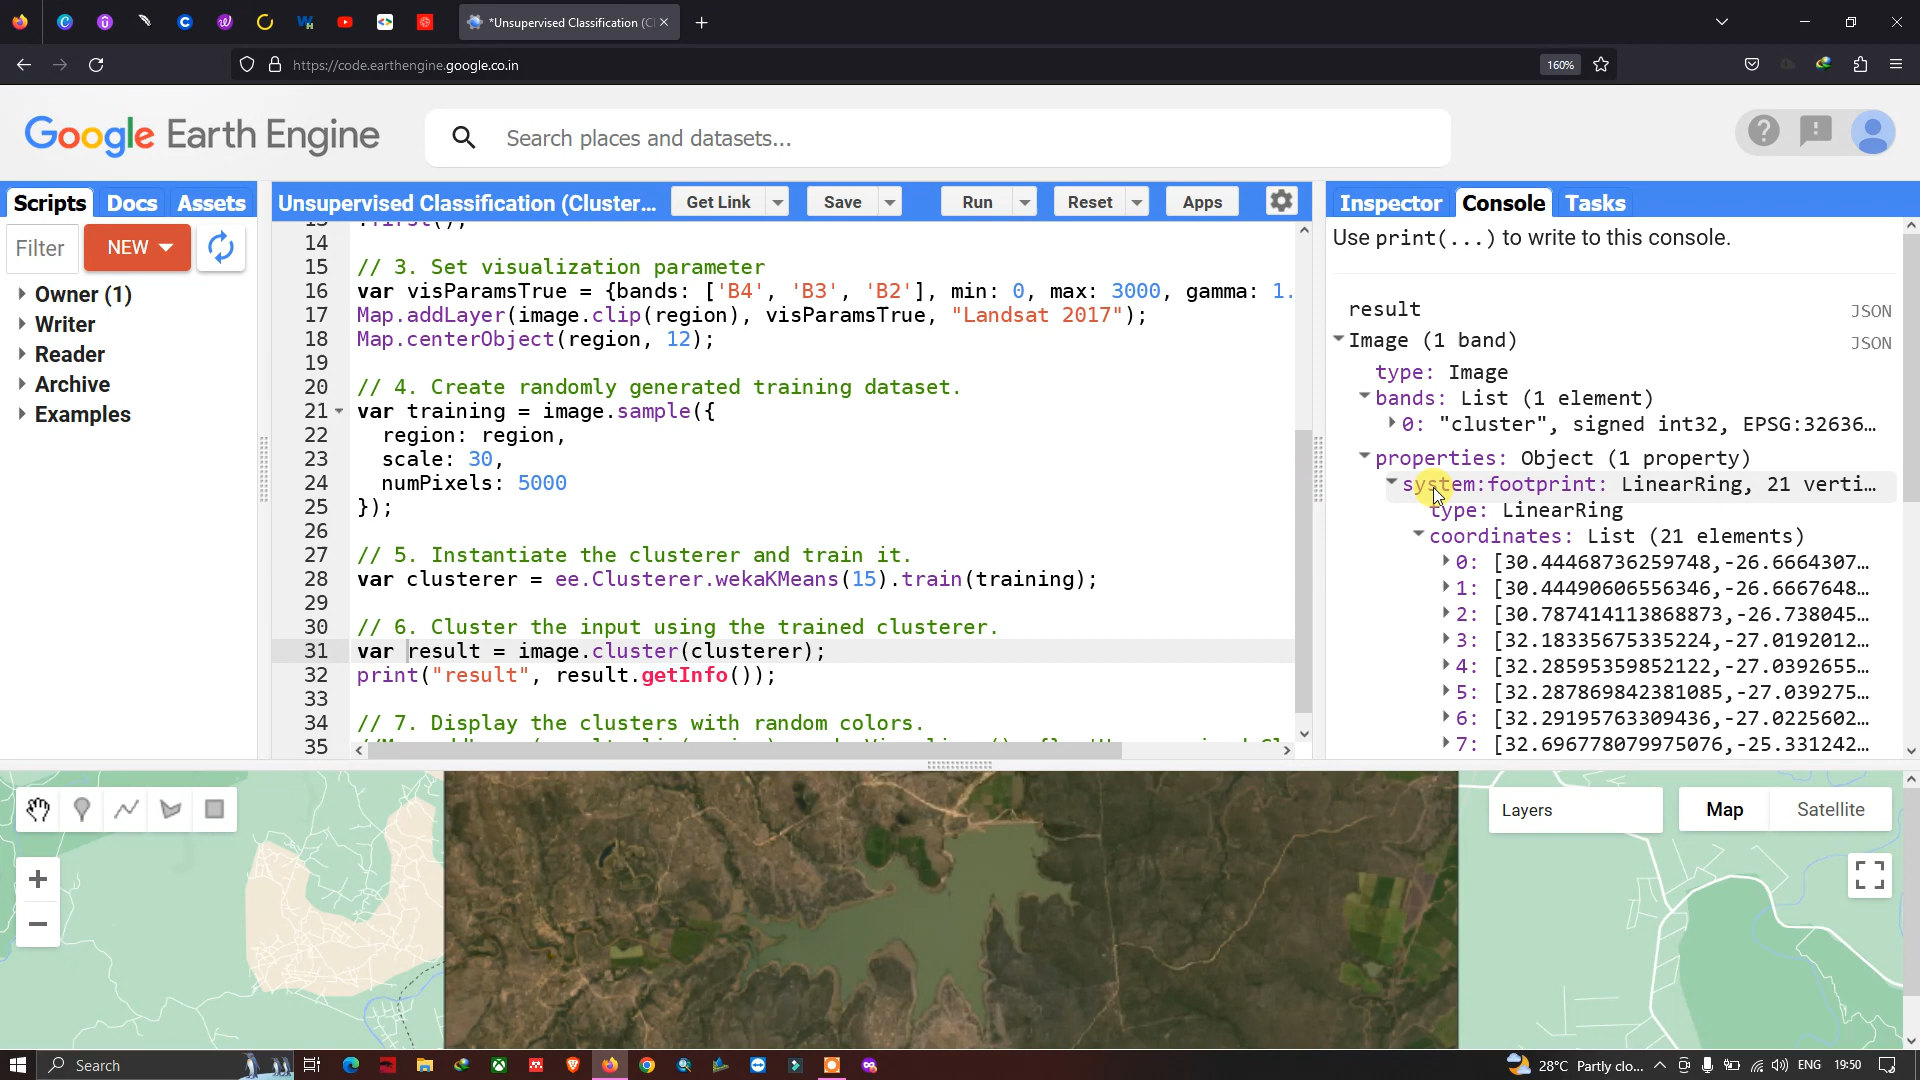 *Unsupervised Classification (Cl
https://code.earthengine.google.co.in
160%
Google Earth Engine
Search places and datasets...
Scripts Docs Assets
Filter
NEW
Owner (1)
Writer
Reader
Archive
Examples
Unsupervised Classification (Cluster...
Get Link
Save
Run
Reset
Apps
14
15 // 3. Set visualization parameter
16 var visParamsTrue = {bands: ['B4', 'B3', 'B2'], min: 0, max: 3000, gamma: 1.
17 Map.addLayer(image.clip(region), visParamsTrue, "Landsat 2017");
18 Map.centerObject(region, 12);
19
20 // 4. Create randomly generated training dataset.
21 var training = image.sample({
22 region: region,
23 scale: 30,
24 numPixels: 5000
25 });
26
27 // 5. Instantiate the clusterer and train it.
28 var clusterer = ee.Clusterer.wekaKMeans(15).train(training);
29
30 // 6. Cluster the input using the trained clusterer.
31 var result = image.cluster(clusterer);
32 print("result", result.getInfo());
33
34 // 7. Display the clusters with random colors.
35
Inspector Console Tasks
Use print(...) to write to this console.
result JSON
Image (1 band) JSON
type: Image
bands: List (1 element)
0: "cluster", signed int32, EPSG:32636...
properties: Object (1 property)
system:footprint: LinearRing, 21 verti...
type: LinearRing
coordinates: List (21 elements)
0: [30.44468736259748,-26.6664307...
1: [30.44490606556346,-26.6667648...
2: [30.787414113868873,-26.738045...
3: [32.18335675335224,-27.0192012...
4: [32.28595359852122,-27.0392655...
5: [32.287869842381085,-27.039275...
6: [32.29195763309436,-27.0225602...
7: [32.696778079975076,-25.331242...
Layers
Map
Satellite
Search
28°C Partly clo...
ENG
19:50